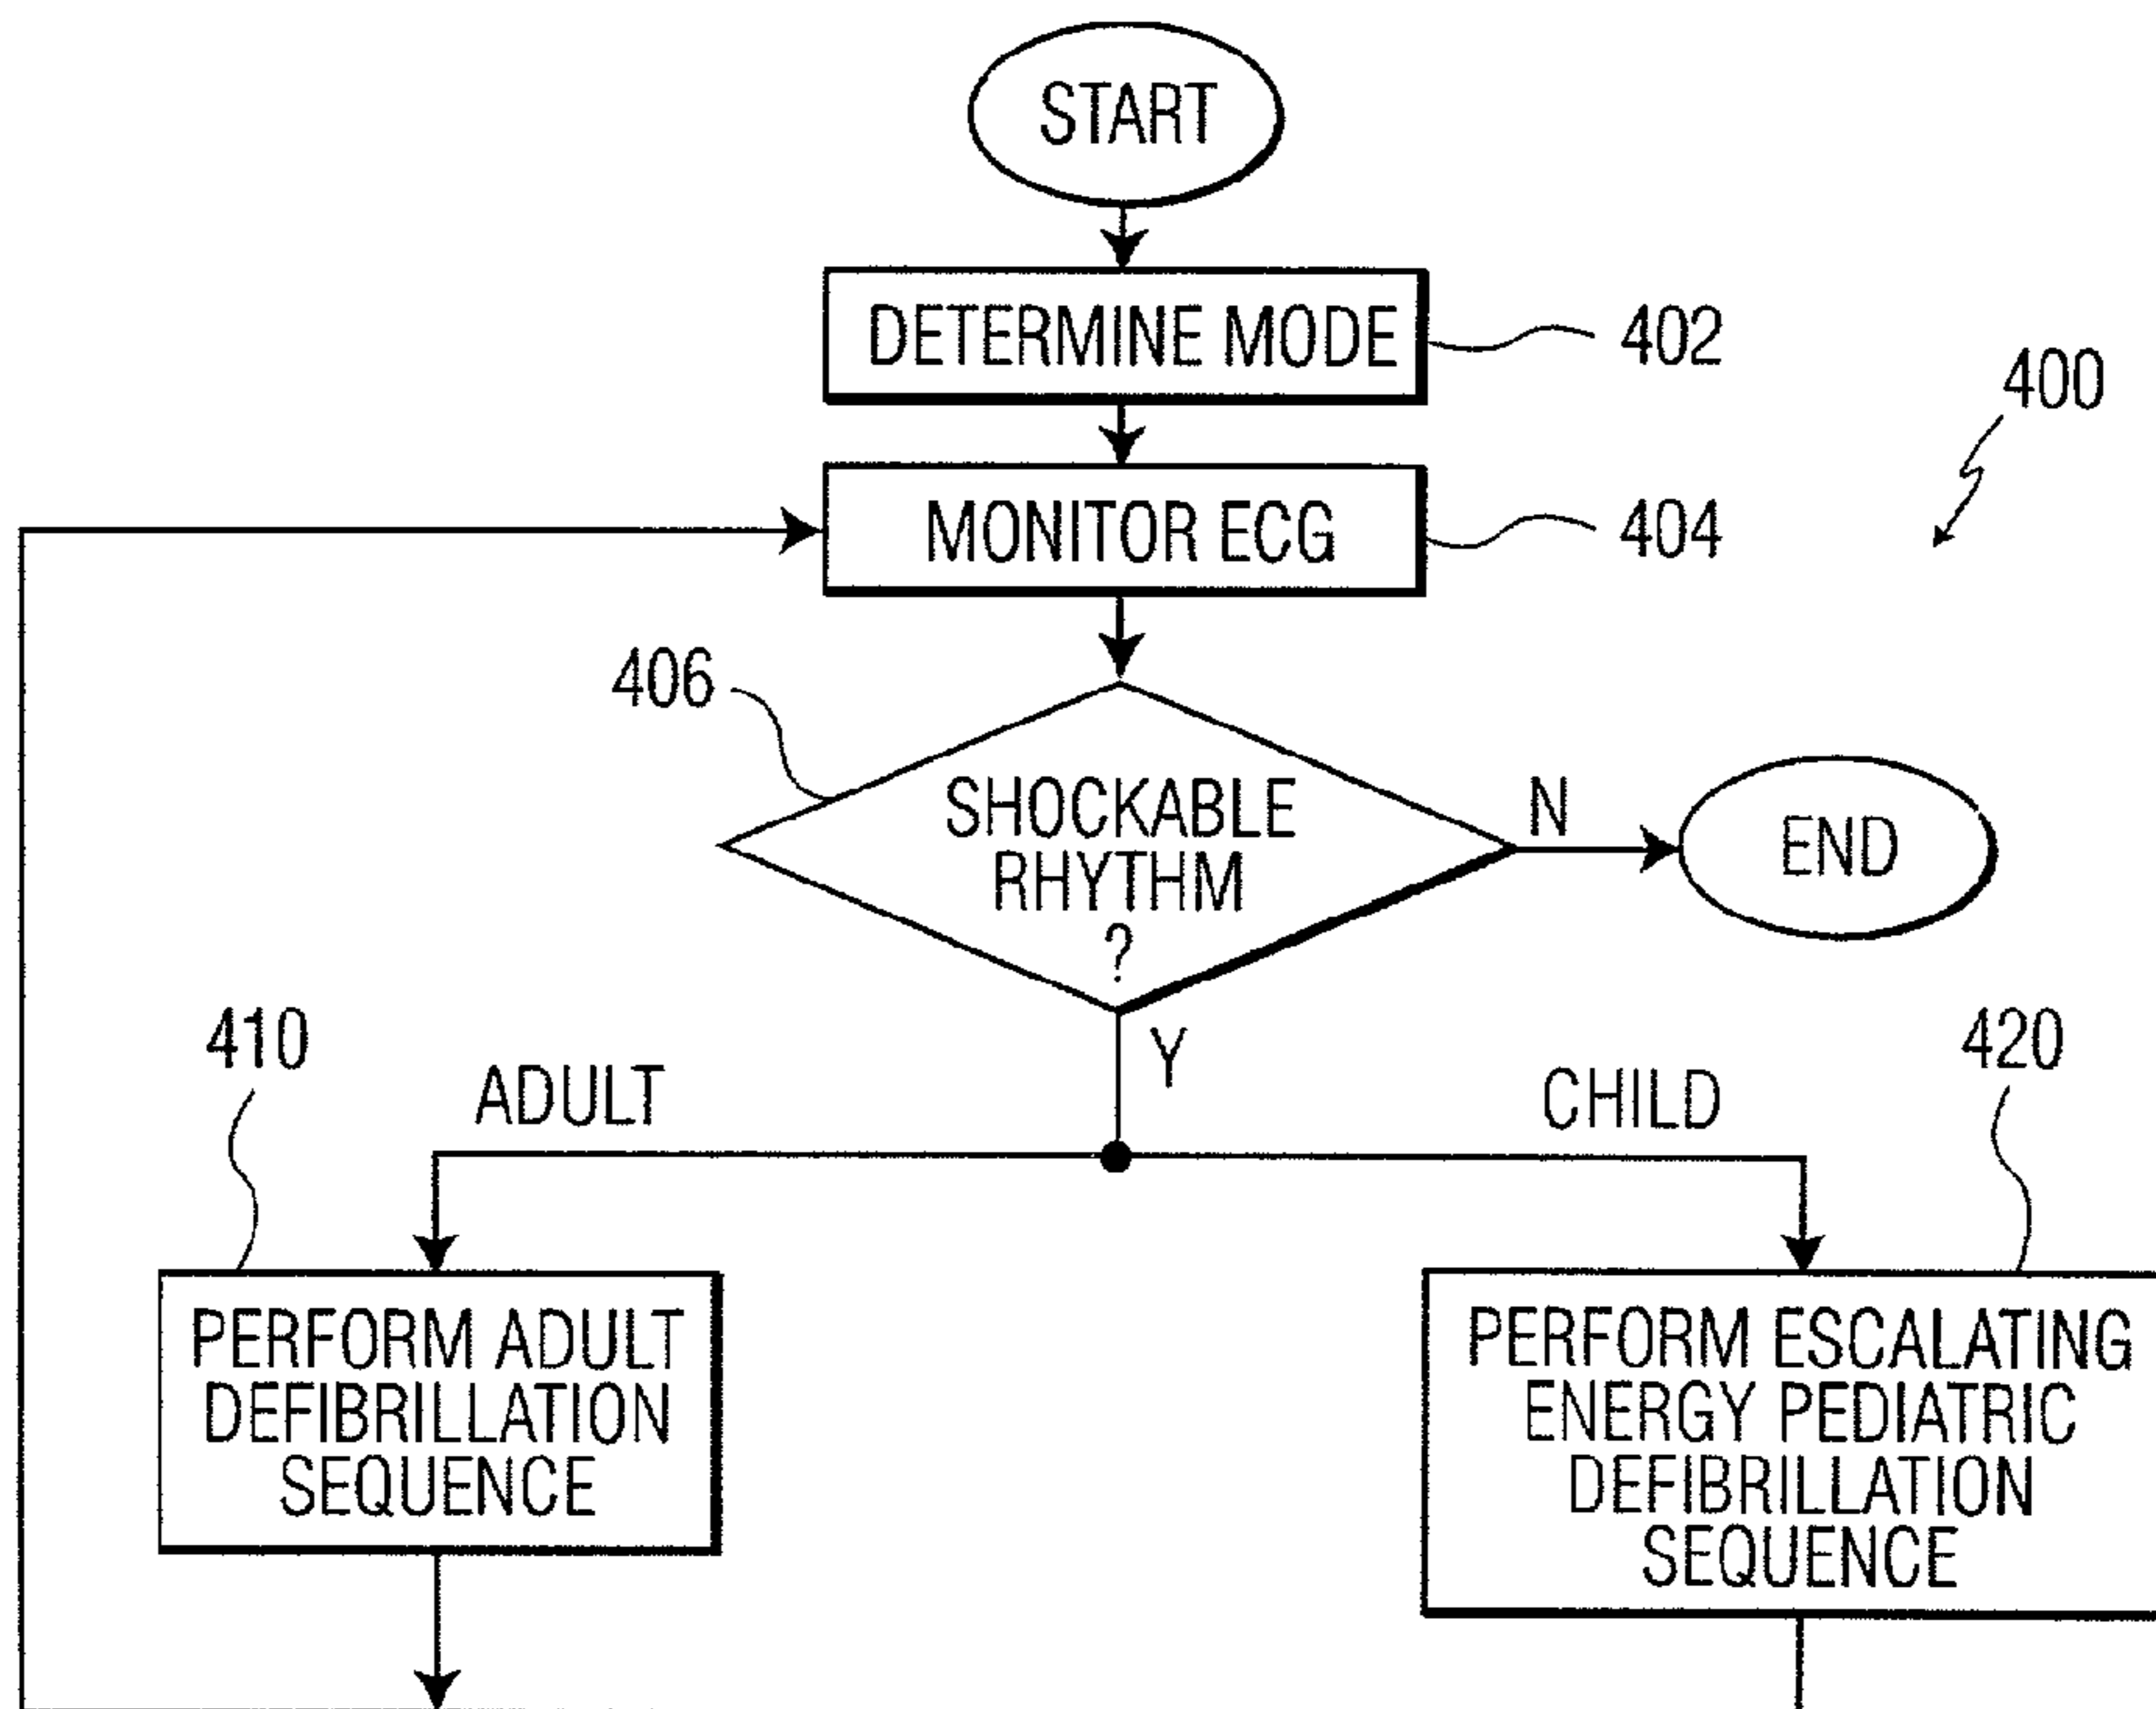 START
DETERMINE MODE
402
400
MONITOR ECG
404
406
SHOCKABLE
RHYTHM
?
N
END
Y
410
ADULT
CHILD
420
PERFORM ADULT
DEFIBRILLATION
SEQUENCE
PERFORM ESCALATING
ENERGY PEDIATRIC
DEFIBRILLATION
SEQUENCE